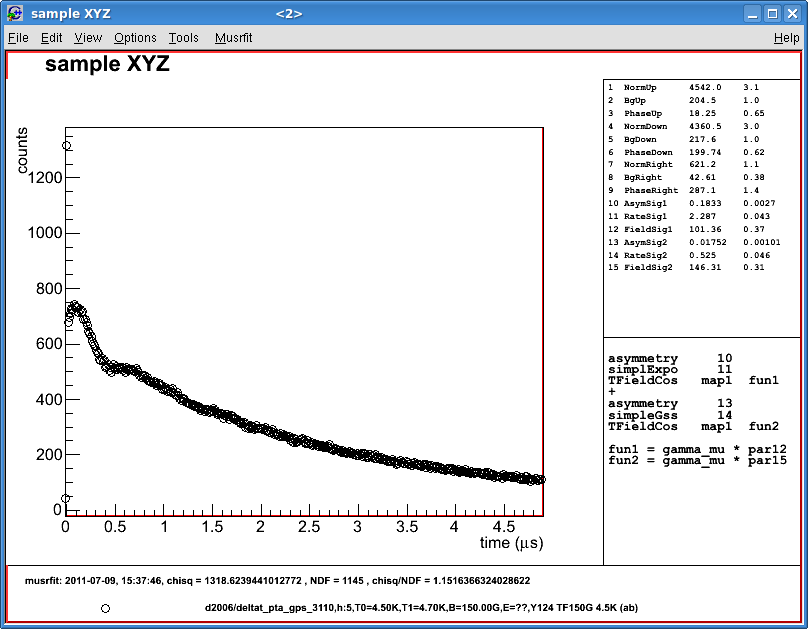 sample XYZ <2>
File Edit View Options Tools Musrfit Help
sample XYZ
counts
1200
1000
800
600
400
200
0
0 0.5 1 1.5 2 2.5 3 3.5 4 4.5
time (μs)
1 NormUp 4542.0 3.1
2 BgUp 204.5 1.0
3 PhaseUp 18.25 0.65
4 NormDown 4360.5 3.0
5 BgDown 217.6 1.0
6 PhaseDown 199.74 0.62
7 NormRight 621.2 1.1
8 BgRight 42.61 0.38
9 PhaseRight 287.1 1.4
10 AsymSig1 0.1833 0.0027
11 RateSig1 2.287 0.043
12 FieldSig1 101.36 0.37
13 AsymSig2 0.01752 0.00101
14 RateSig2 0.525 0.046
15 FieldSig2 146.31 0.31
asymmetry 10
simplExpo 11
TFieldCos map1 fun1
+
asymmetry 13
simpleGss 14
TFieldCos map1 fun2
fun1 = gamma_mu * par12
fun2 = gamma_mu * par15
musrfit: 2011-07-09, 15:37:46, chisq = 1318.6239441012772 , NDF = 1145 , chisq/NDF = 1.1516366324028622
d2006/deltat_pta_gps_3110,h:5,T0=4.50K,T1=4.70K,B=150.00G,E=??,Y124 TF150G 4.5K (ab)